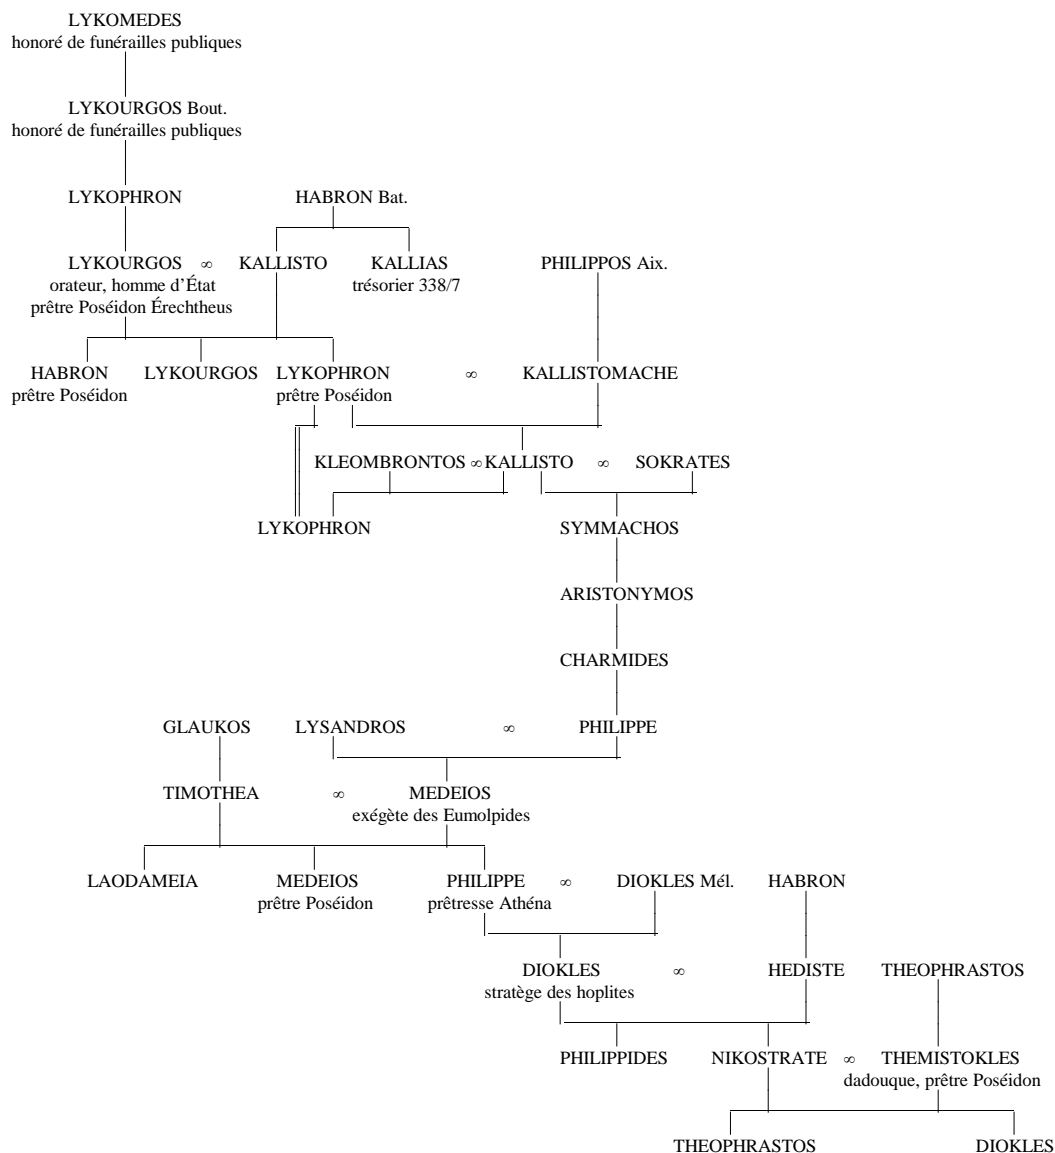 LYKOMEDES
honoré de funérailles publiques
LYKOURGOS Bout.
honoré de funérailles publiques
LYKOPHRON HABRON Bat.
LYKOURGOS ∞ KALLISTO KALLIAS PHILIPPOS Aix.
orateur, homme d’État trésorier 338/7
prêtre Poséidon Érechtheus
HABRON LYKOURGOS LYKOPHRON ∞ KALLISTOMACHE
prêtre Poséidon prêtre Poséidon
KLEOMBRONTOS ∞ KALLISTO ∞ SOKRATES
LYKOPHRON SYMMACHOS
ARISTONYMOS
CHARMIDES
GLAUKOS LYSANDROS ∞ PHILIPPE
TIMOTHEA ∞ MEDEIOS
exégète des Eumolpides
LAODAMEIA MEDEIOS PHILIPPE ∞ DIOKLES Mél. HABRON
prêtre Poséidon prêtresse Athéna
DIOKLES ∞ HEDISTE THEOPHRASTOS
stratège des hoplites
PHILIPPIDES NIKOSTRATE ∞ THEMISTOKLES
dadouque, prêtre Poséidon
THEOPHRASTOS DIOKLES